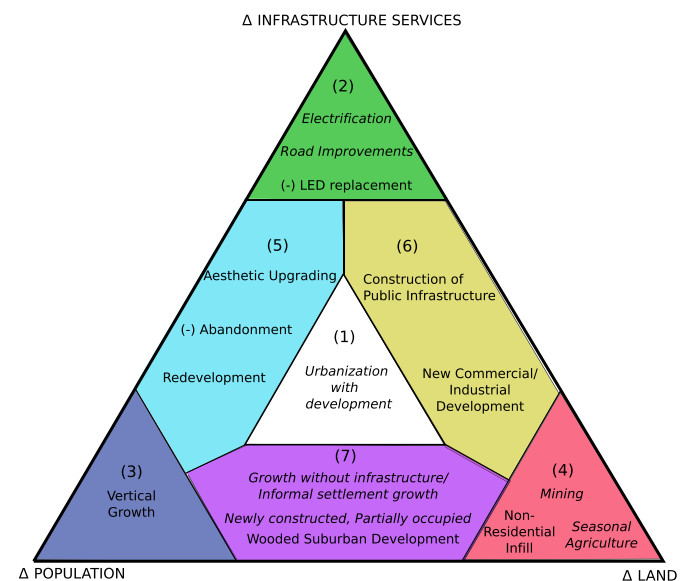 Δ INFRASTRUCTURE SERVICES
(2)
Electrification
Road Improvements
(-) LED replacement
(5)
Aesthetic Upgrading
(-) Abandonment
Redevelopment
(6)
Construction of
Public Infrastructure
New Commercial/
Industrial
Development
(1)
Urbanization
with
development
(3)
Vertical
Growth
(7)
Growth without infrastructure/
Informal settlement growth
Newly constructed, Partially occupied
Wooded Suburban Development
(4)
Mining
Non-
Residential
Infill
Seasonal
Agriculture
Δ POPULATION
Δ LAND